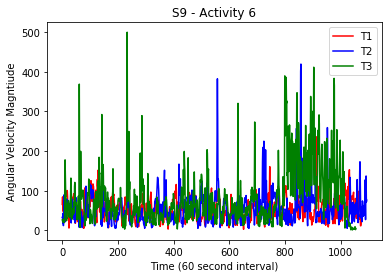 S9 - Activity 6
T1
T2
T3
500
400
300
200
100
0
Angular Velocity Magntiude
0 200 400 600 800 1000
Time (60 second interval)